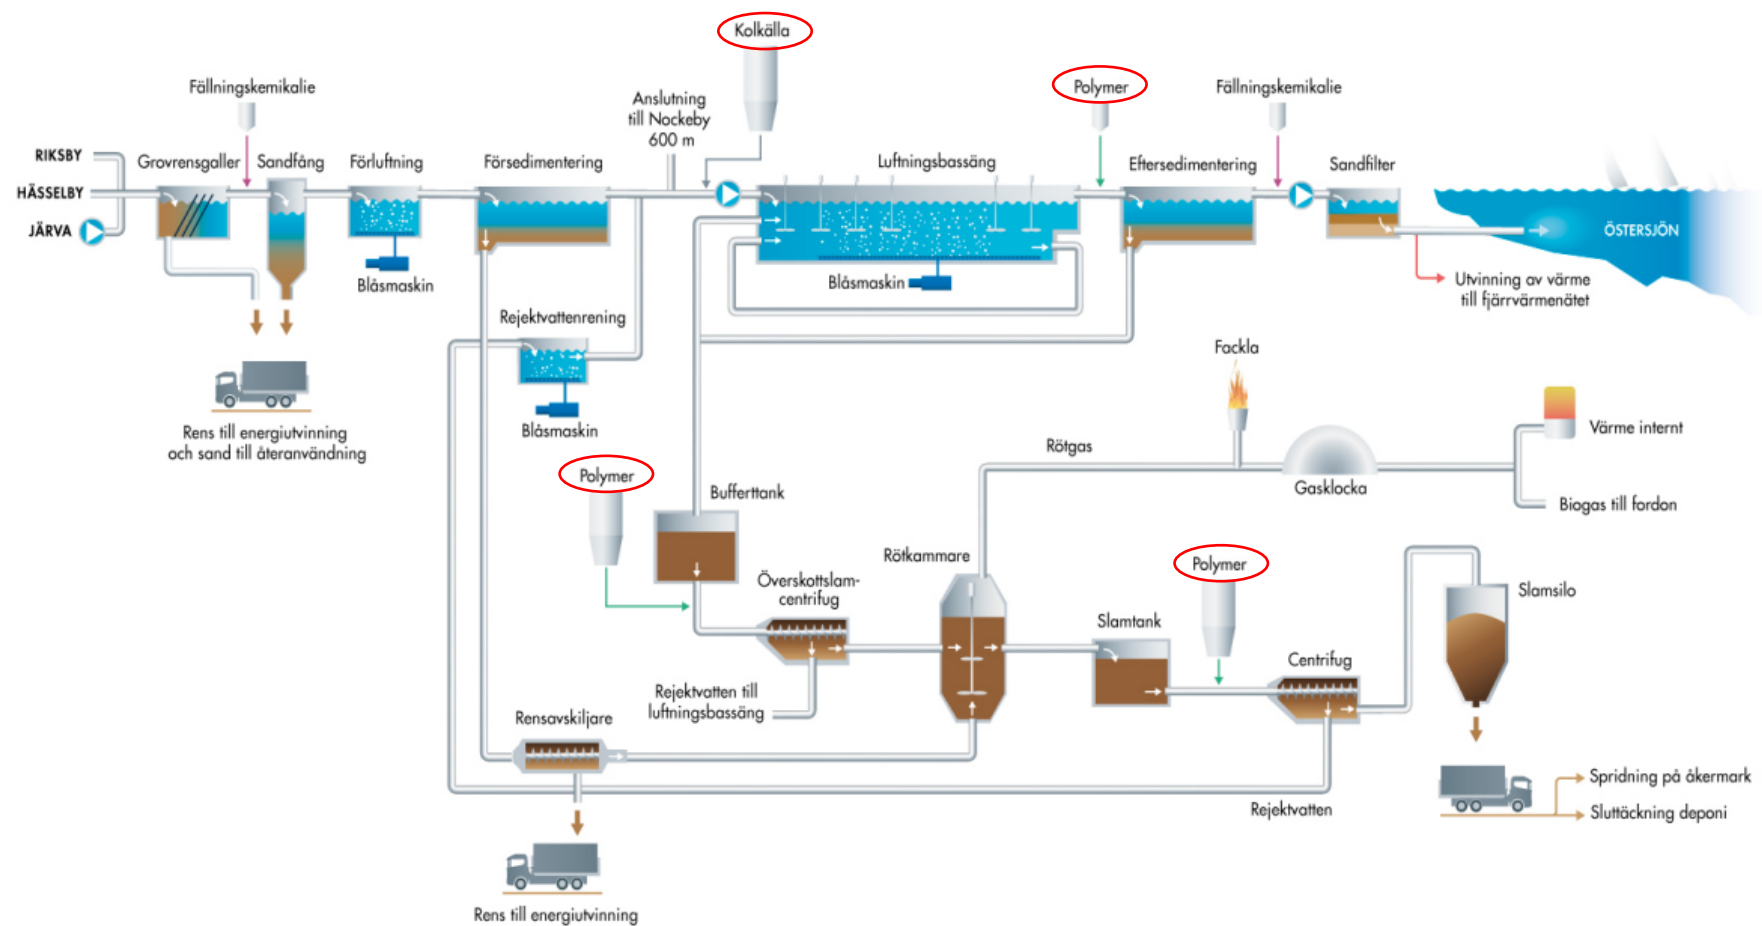 Kolkälla
Fällningskemikalie
Anslutning
till Nockeby
600 m
Polymer
Fällningskemikalie
RIKSBY
HÄSSELBY
JÄRVA
Grovrensgaller
Sandfång
Förluftning
Försedimentering
Luftningsbassäng
Eftersedimentering
Sandfilter
ÖSTERSJÖN
Blåsmaskin
Blåsmaskin
Utvinning av värme
till fjärrvärmenätet
Rejektvattenrening
Blåsmaskin
Rens till energiutvinning
och sand till återanvändning
Fackla
Rötgas
Gasklocka
Värme internt
Biogas till fordon
Polymer
Bufferttank
Överskottslam-
centrifug
Rötkammare
Polymer
Slamtank
Centrifug
Slamsilo
Rejektvatten till
luftningsbassäng
Rensavskiljare
Rejektvatten
Spridning på åkermark
Sluttäckning deponi
Rens till energiutvinning